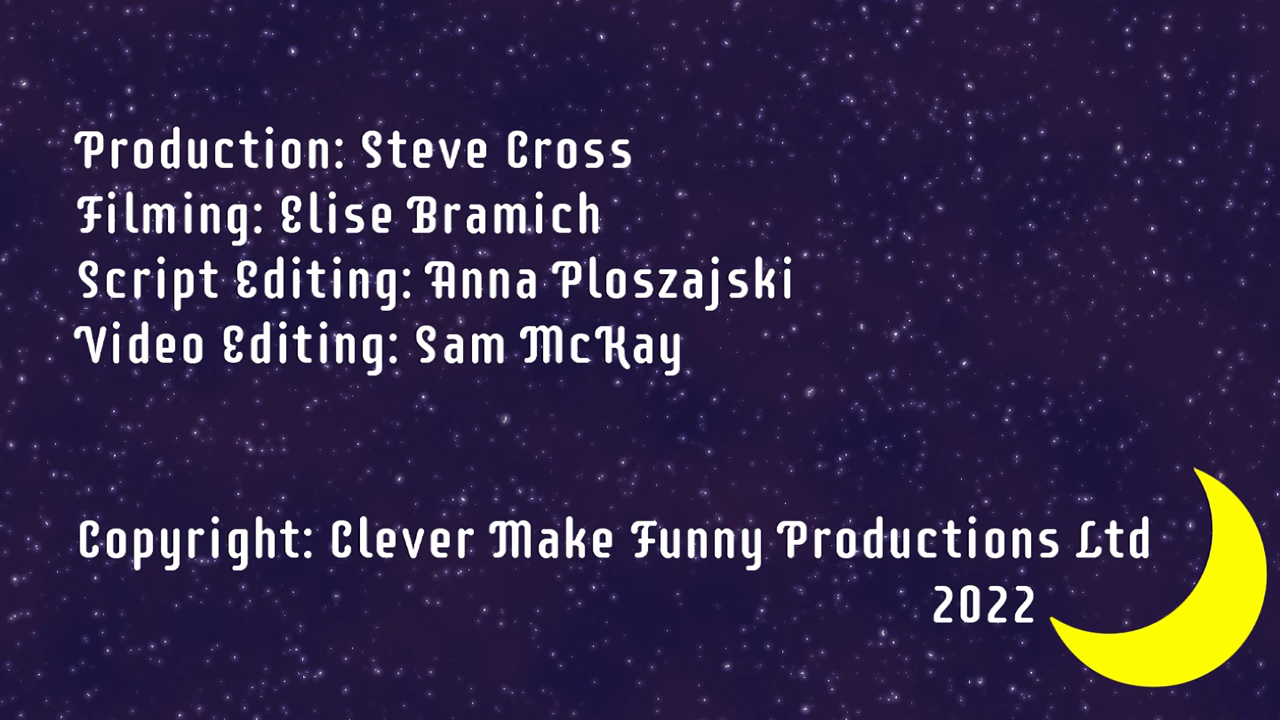 Production: Steve Cross
Filming: Elise Bramich
Script Editing: Anna Ploszajski
Video Editing: Sam McKay
Copyright: Clever Make Funny Productions Ltd
2022